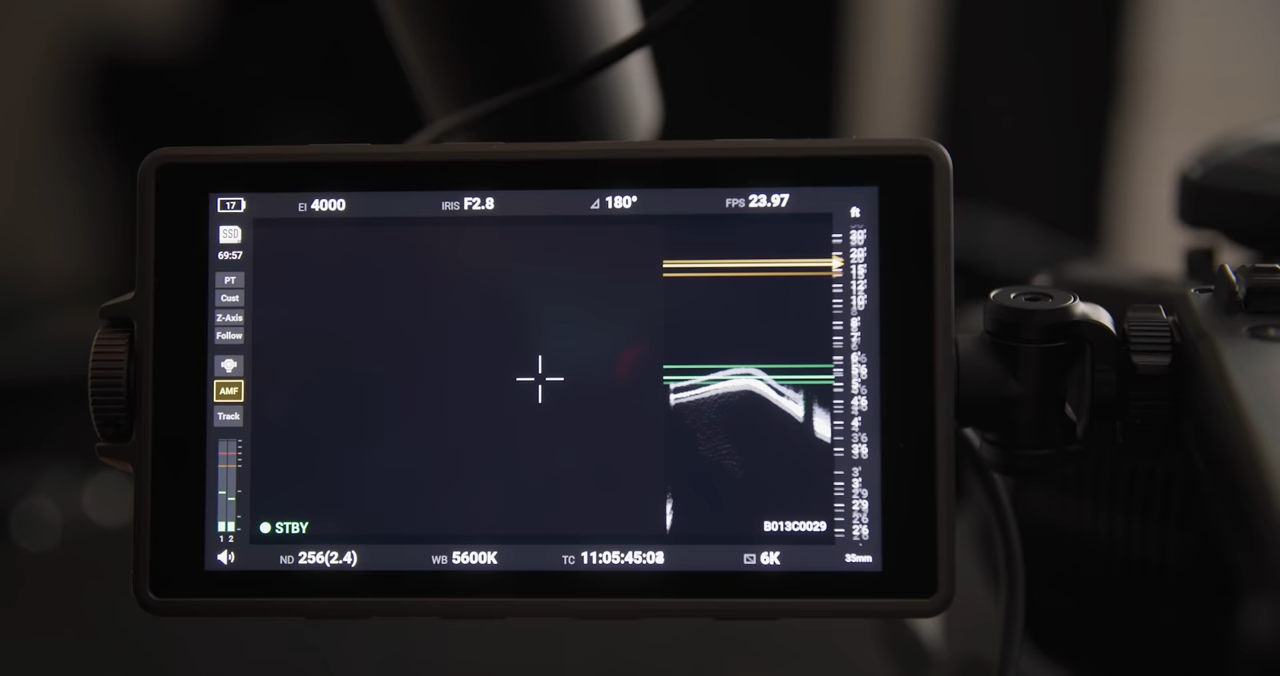 17 EI 4000 IRIS F2.8 180° FPS 23.97
ft
SSD
69:57
PT
Cust
Z-Axis
Follow
AMF
Track
1 2
STBY
B013C0029
ND 256(2.4) WB 5600K TC 11:05:45:03 6K
35mm